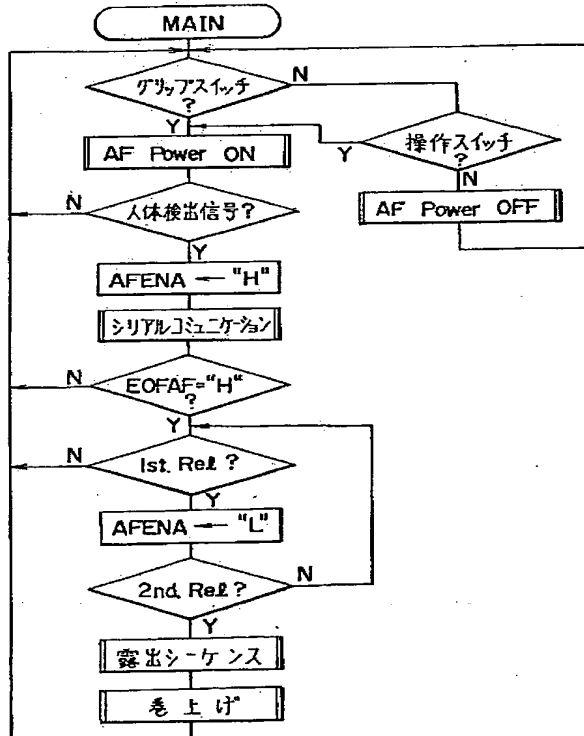 MAIN
グリップスイッチ
?
N
Y
操作スイッチ
?
Y
N
AF Power ON
AF Power OFF
人体検出信号?
N
Y
AFENA ← "H"
シリアルコミュニケーション
EOFAF="H"
?
N
Y
1st. Rel ?
N
Y
AFENA ← "L"
2nd. Rel ?
N
Y
露出シーケンス
巻上げ